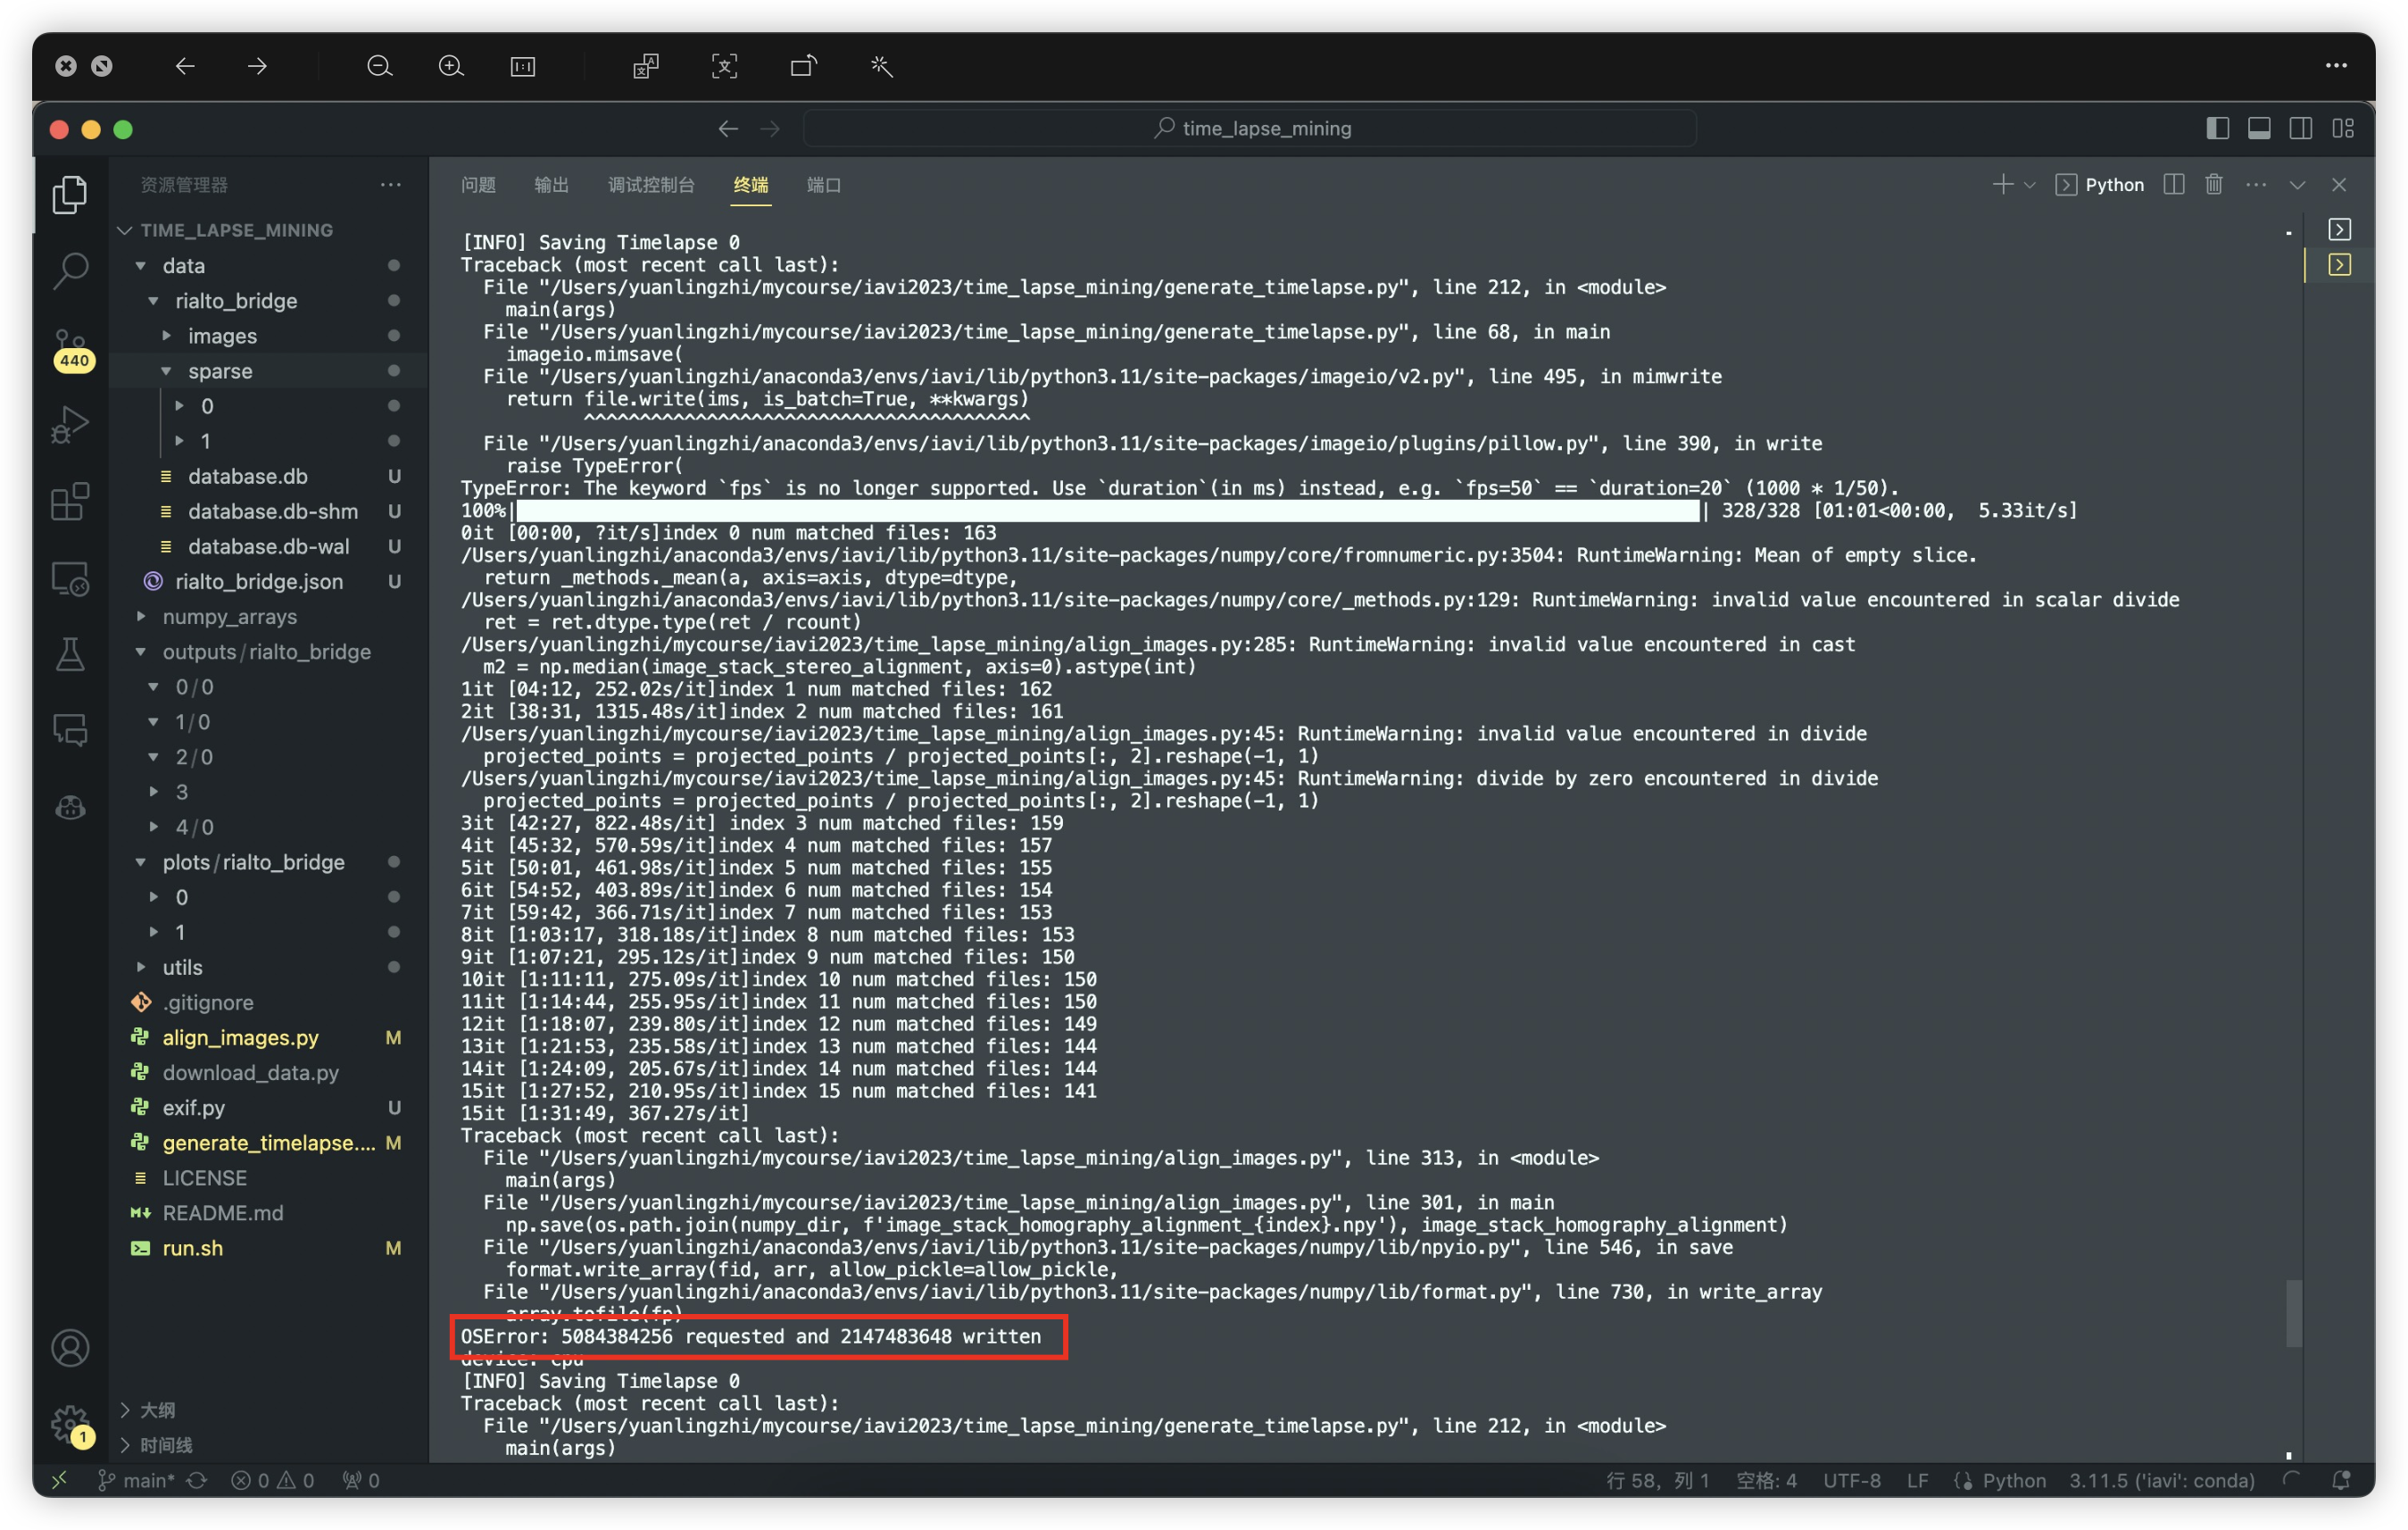 time_lapse_mining
资源管理器
TIME_LAPSE_MINING
data
rialto_bridge
images
sparse
0
1
database.db U
database.db-shm U
database.db-wal U
rialto_bridge.json U
numpy_arrays
outputs/rialto_bridge
0/0
1/0
2/0
3
4/0
plots/rialto_bridge
0
1
utils
.gitignore
align_images.py M
download_data.py
exif.py U
generate_timelapse.... M
LICENSE
README.md
run.sh M
大纲
时间线
440
1
问题 输出 调试控制台 终端 端口
Python
[INFO] Saving Timelapse 0
Traceback (most recent call last):
  File "/Users/yuanlingzhi/mycourse/iavi2023/time_lapse_mining/generate_timelapse.py", line 212, in <module>
    main(args)
  File "/Users/yuanlingzhi/mycourse/iavi2023/time_lapse_mining/generate_timelapse.py", line 68, in main
    imageio.mimsave(
  File "/Users/yuanlingzhi/anaconda3/envs/iavi/lib/python3.11/site-packages/imageio/v2.py", line 495, in mimwrite
    return file.write(ims, is_batch=True, **kwargs)
           ^^^^^^^^^^^^^^^^^^^^^^^^^^^^^^^^^^^^^^^^
  File "/Users/yuanlingzhi/anaconda3/envs/iavi/lib/python3.11/site-packages/imageio/plugins/pillow.py", line 390, in write
    raise TypeError(
TypeError: The keyword `fps` is no longer supported. Use `duration`(in ms) instead, e.g. `fps=50` == `duration=20` (1000 * 1/50).
100%| | 328/328 [01:01<00:00,  5.33it/s]
0it [00:00, ?it/s]index 0 num matched files: 163
/Users/yuanlingzhi/anaconda3/envs/iavi/lib/python3.11/site-packages/numpy/core/fromnumeric.py:3504: RuntimeWarning: Mean of empty slice.
  return _methods._mean(a, axis=axis, dtype=dtype,
/Users/yuanlingzhi/anaconda3/envs/iavi/lib/python3.11/site-packages/numpy/core/_methods.py:129: RuntimeWarning: invalid value encountered in scalar divide
  ret = ret.dtype.type(ret / rcount)
/Users/yuanlingzhi/mycourse/iavi2023/time_lapse_mining/align_images.py:285: RuntimeWarning: invalid value encountered in cast
  m2 = np.median(image_stack_stereo_alignment, axis=0).astype(int)
1it [04:12, 252.02s/it]index 1 num matched files: 162
2it [38:31, 1315.48s/it]index 2 num matched files: 161
/Users/yuanlingzhi/mycourse/iavi2023/time_lapse_mining/align_images.py:45: RuntimeWarning: invalid value encountered in divide
  projected_points = projected_points / projected_points[:, 2].reshape(-1, 1)
/Users/yuanlingzhi/mycourse/iavi2023/time_lapse_mining/align_images.py:45: RuntimeWarning: divide by zero encountered in divide
  projected_points = projected_points / projected_points[:, 2].reshape(-1, 1)
3it [42:27, 822.48s/it] index 3 num matched files: 159
4it [45:32, 570.59s/it]index 4 num matched files: 157
5it [50:01, 461.98s/it]index 5 num matched files: 155
6it [54:52, 403.89s/it]index 6 num matched files: 154
7it [59:42, 366.71s/it]index 7 num matched files: 153
8it [1:03:17, 318.18s/it]index 8 num matched files: 153
9it [1:07:21, 295.12s/it]index 9 num matched files: 150
10it [1:11:11, 275.09s/it]index 10 num matched files: 150
11it [1:14:44, 255.95s/it]index 11 num matched files: 150
12it [1:18:07, 239.80s/it]index 12 num matched files: 149
13it [1:21:53, 235.58s/it]index 13 num matched files: 144
14it [1:24:09, 205.67s/it]index 14 num matched files: 144
15it [1:27:52, 210.95s/it]index 15 num matched files: 141
15it [1:31:49, 367.27s/it]
Traceback (most recent call last):
  File "/Users/yuanlingzhi/mycourse/iavi2023/time_lapse_mining/align_images.py", line 313, in <module>
    main(args)
  File "/Users/yuanlingzhi/mycourse/iavi2023/time_lapse_mining/align_images.py", line 301, in main
    np.save(os.path.join(numpy_dir, f'image_stack_homography_alignment_{index}.npy'), image_stack_homography_alignment)
  File "/Users/yuanlingzhi/anaconda3/envs/iavi/lib/python3.11/site-packages/numpy/lib/npyio.py", line 546, in save
    format.write_array(fid, arr, allow_pickle=allow_pickle,
  File "/Users/yuanlingzhi/anaconda3/envs/iavi/lib/python3.11/site-packages/numpy/lib/format.py", line 730, in write_array
    array.tofile(fp)
OSError: 5084384256 requested and 2147483648 written
device: cpu
[INFO] Saving Timelapse 0
Traceback (most recent call last):
  File "/Users/yuanlingzhi/mycourse/iavi2023/time_lapse_mining/generate_timelapse.py", line 212, in <module>
    main(args)
main* 0 0 0 行 58，列 1 空格: 4 UTF-8 LF Python 3.11.5 ('iavi': conda)